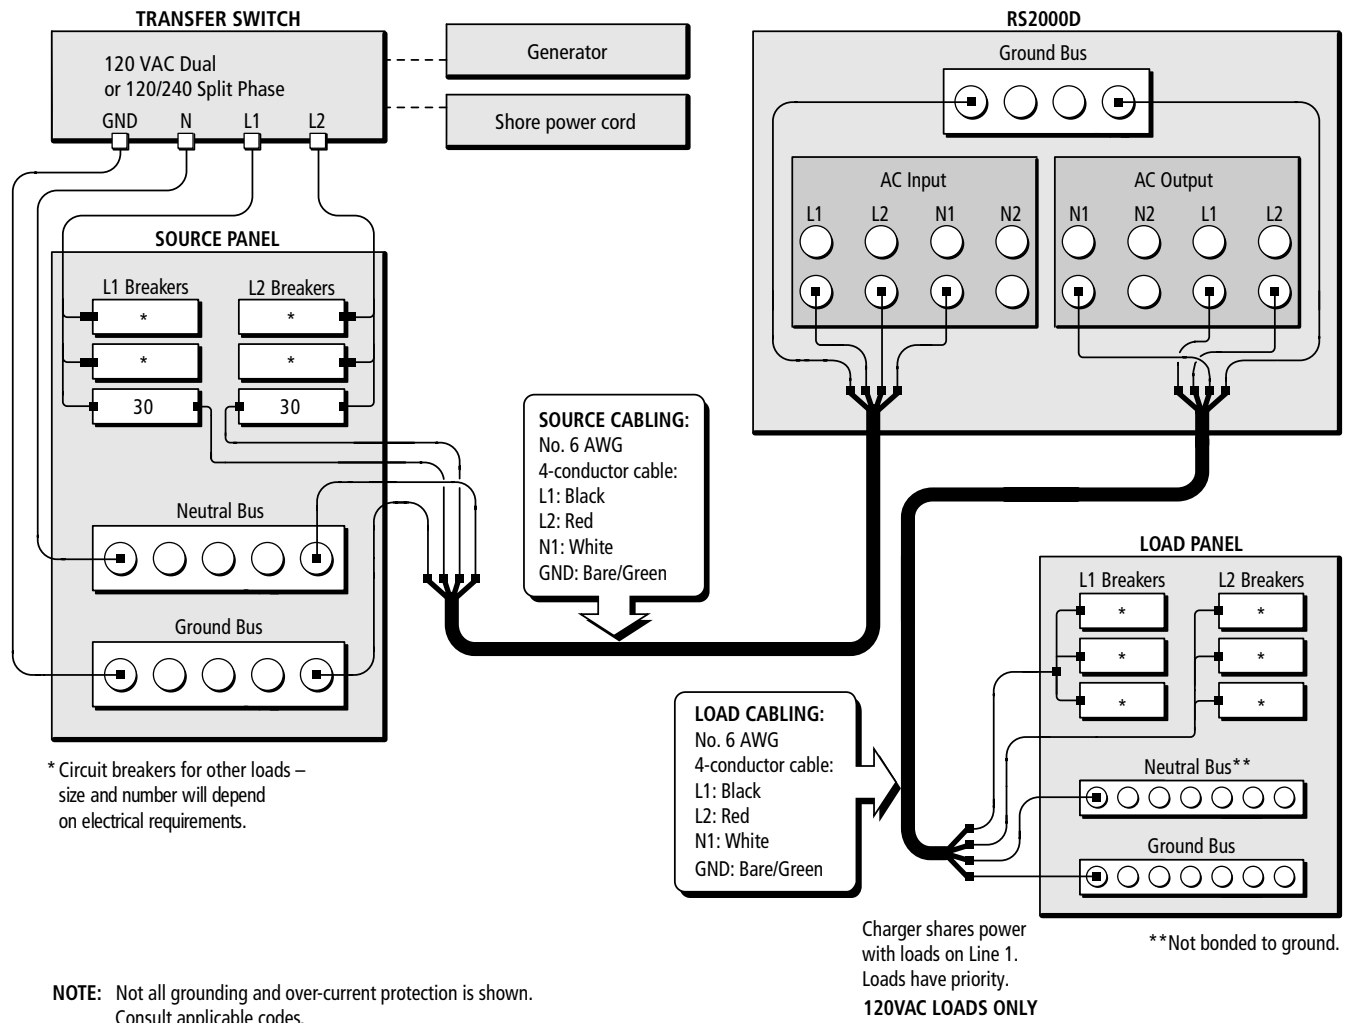 TRANSFER SWITCH
120 VAC Dual
or 120/240 Split Phase
GND N L1 L2
Generator
Shore power cord
SOURCE PANEL
L1 Breakers L2 Breakers
* *
* *
30 30
Neutral Bus
Ground Bus
* Circuit breakers for other loads –
size and number will depend
on electrical requirements.
SOURCE CABLING:
No. 6 AWG
4-conductor cable:
L1: Black
L2: Red
N1: White
GND: Bare/Green
RS2000D
Ground Bus
AC Input
L1 L2 N1 N2
AC Output
N1 N2 L1 L2
LOAD CABLING:
No. 6 AWG
4-conductor cable:
L1: Black
L2: Red
N1: White
GND: Bare/Green
LOAD PANEL
L1 Breakers L2 Breakers
* *
* *
* *
Neutral Bus**
Ground Bus
**Not bonded to ground.
Charger shares power
with loads on Line 1.
Loads have priority.
120VAC LOADS ONLY
NOTE: Not all grounding and over-current protection is shown.
Consult applicable codes.